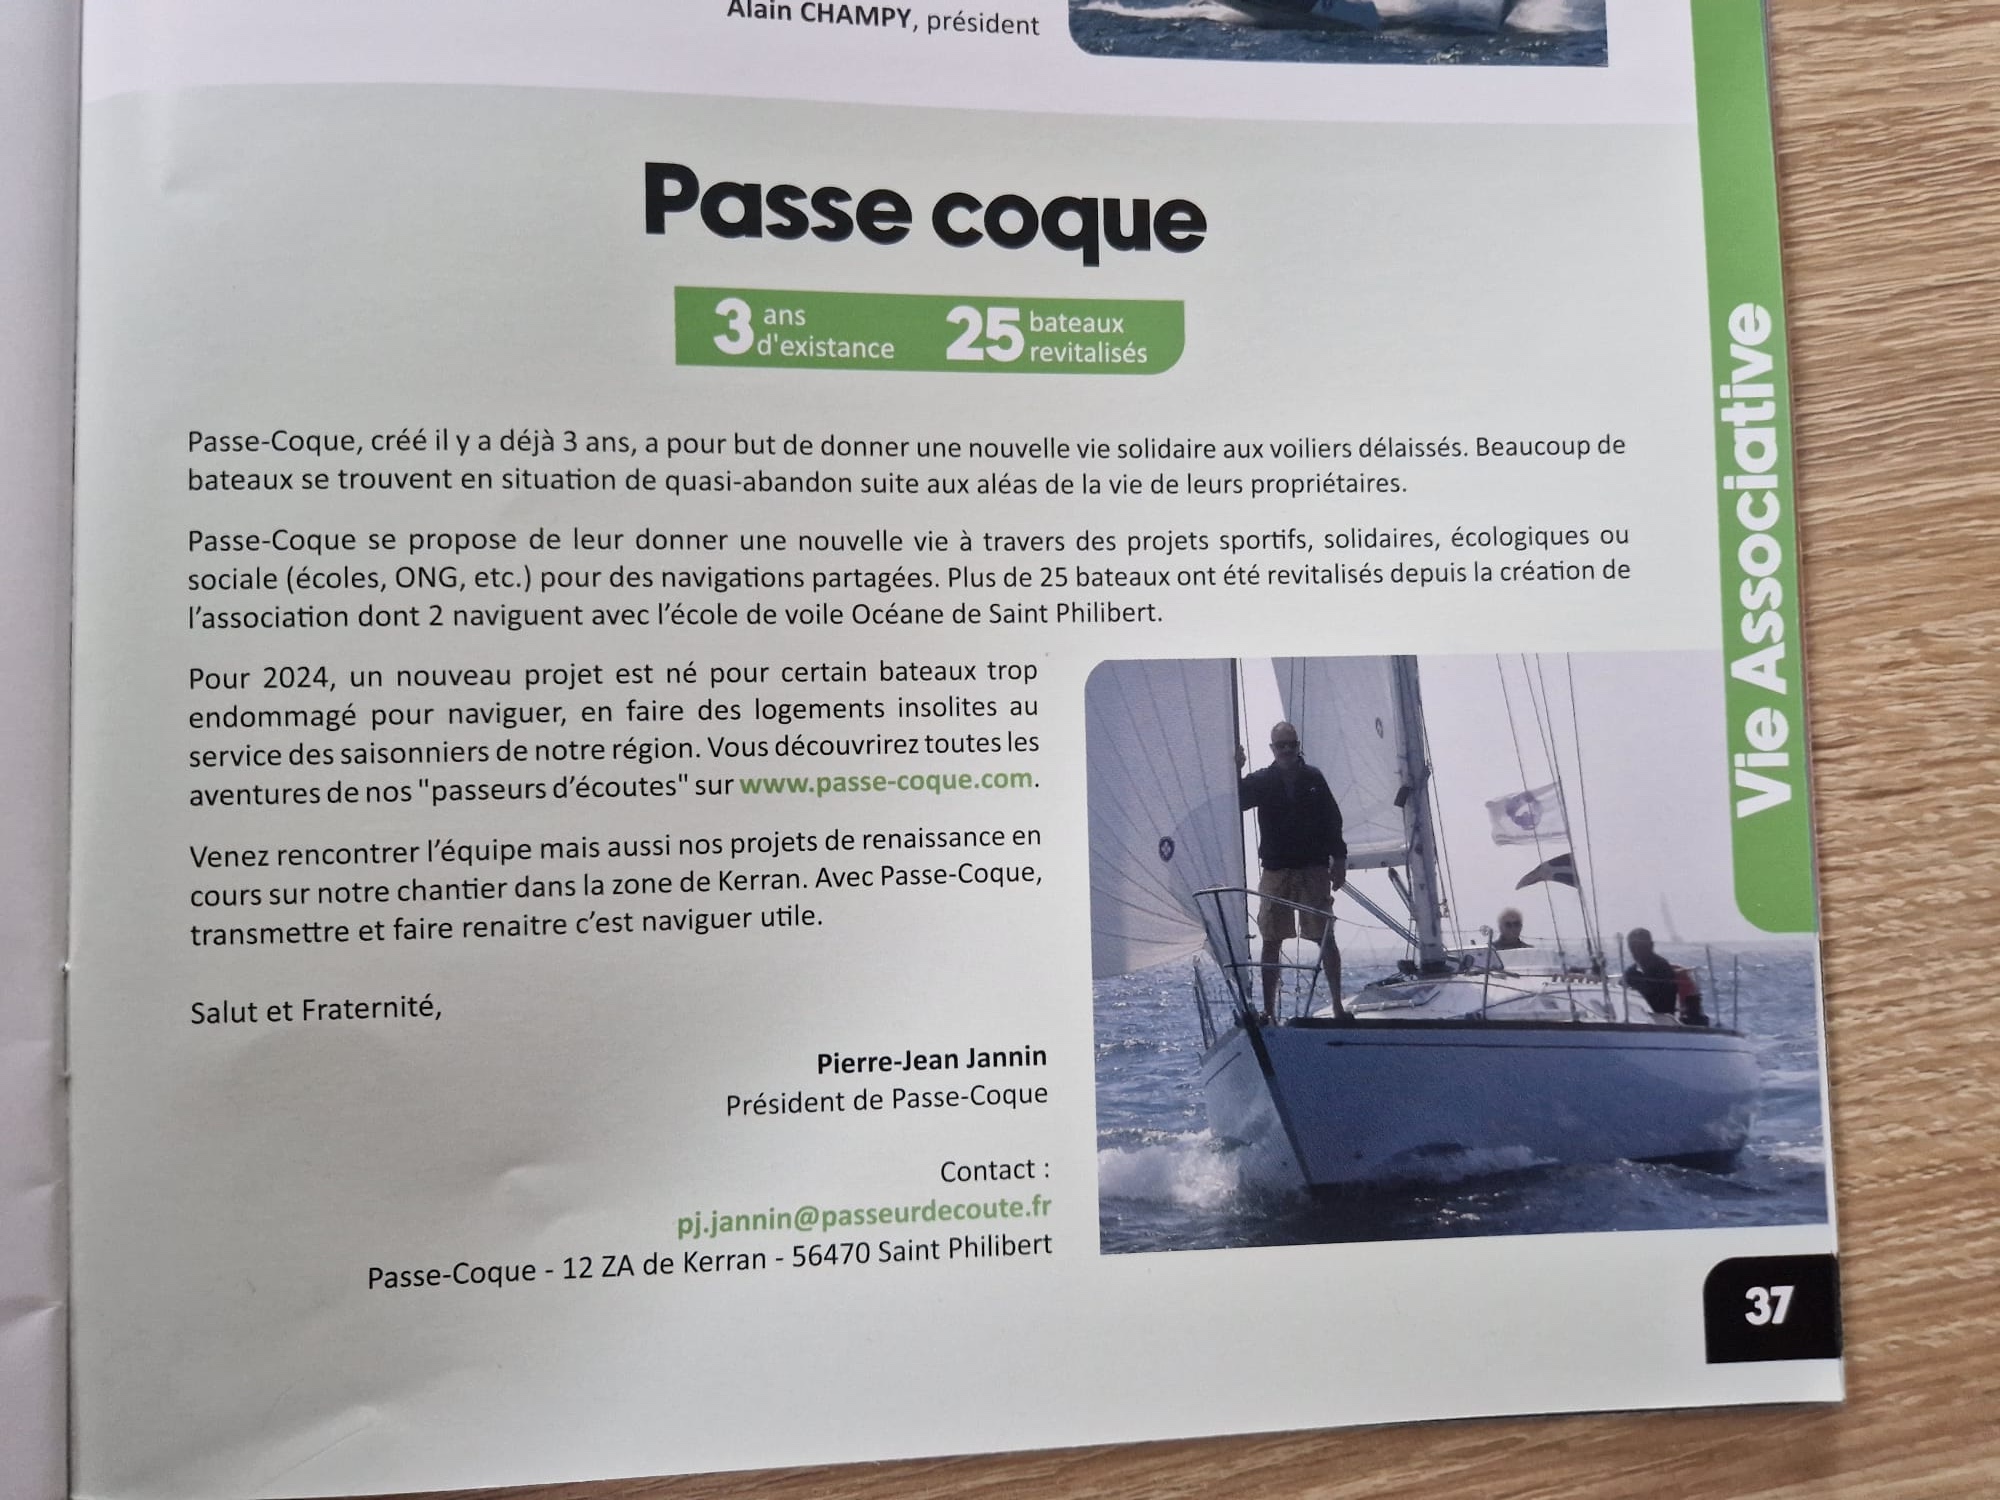 Alain CHAMPY, président
Passe coque
3 ans d'existance
25 bateaux revitalisés
Passe-Coque, créé il y a déjà 3 ans, a pour but de donner une nouvelle vie solidaire aux voiliers délaissés. Beaucoup de
bateaux se trouvent en situation de quasi-abandon suite aux aléas de la vie de leurs propriétaires.
Passe-Coque se propose de leur donner une nouvelle vie à travers des projets sportifs, solidaires, écologiques ou
sociale (écoles, ONG, etc.) pour des navigations partagées. Plus de 25 bateaux ont été revitalisés depuis la création de
l'association dont 2 naviguent avec l'école de voile Océane de Saint Philibert.
Pour 2024, un nouveau projet est né pour certain bateaux trop
endommagé pour naviguer, en faire des logements insolites au
service des saisonniers de notre région. Vous découvrirez toutes les
aventures de nos "passeurs d'écoutes" sur www.passe-coque.com.
Venez rencontrer l'équipe mais aussi nos projets de renaissance en
cours sur notre chantier dans la zone de Kerran. Avec Passe-Coque,
transmettre et faire renaitre c'est naviguer utile.
Salut et Fraternité,
Pierre-Jean Jannin
Président de Passe-Coque
Contact :
pj.jannin@passeurdecoute.fr
Passe-Coque - 12 ZA de Kerran - 56470 Saint Philibert
Vie Associative
37